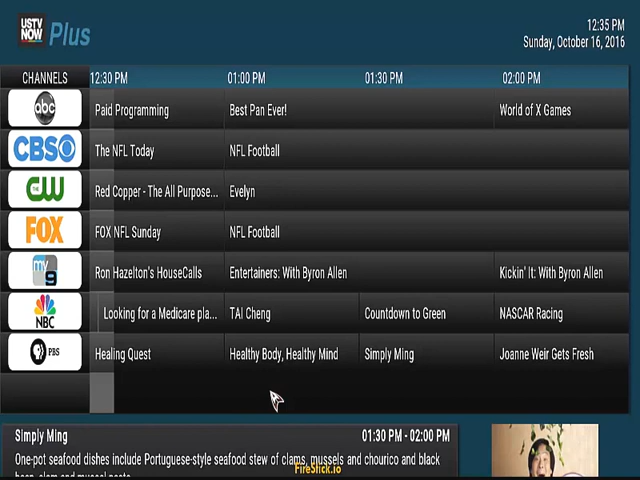 USTV
NOW
Plus
12:35 PM
Sunday, October 16, 2016
CHANNELS 12:30 PM 01:00 PM 01:30 PM 02:00 PM
abc Paid Programming Best Pan Ever! World of X Games
CBS The NFL Today NFL Football
THE CW Red Copper - The All Purpose... Evelyn
FOX FOX NFL Sunday NFL Football
my 9 Ron Hazelton's HouseCalls Entertainers: With Byron Allen Kickin' It: With Byron Allen
NBC Looking for a Medicare pla... TAI Cheng Countdown to Green NASCAR Racing
PBS Healing Quest Healthy Body, Healthy Mind Simply Ming Joanne Weir Gets Fresh
Simply Ming 01:30 PM - 02:00 PM
One-pot seafood dishes include Portuguese-style seafood stew of clams, mussels and chourico and black
FireStick.io